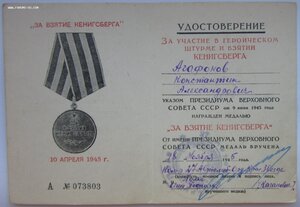 „ЗА ВЗЯТИЕ КЕНИГСБЕРГА"
10 АПРЕЛЯ 1945 г.
А № 073803
УДОСТОВЕРЕНИЕ
ЗА УЧАСТИЕ В ГЕРОИЧЕСКОМ
ШТУРМЕ И ВЗЯТИИ
КЕНИГСБЕРГА
Агафонов
Константин
Александрович
УКАЗОМ ПРЕЗИДИУМА ВЕРХОВНОГО
СОВЕТА СССР от 9 июня 1945 года
НАГРАЖДЕН МЕДАЛЬЮ
„ЗА ВЗЯТИЕ КЕНИГСБЕРГА"
От имени ПРЕЗИДИУМА ВЕРХОВНОГО
СОВЕТА СССР МЕДАЛЬ ВРУЧЕНА
28 Ноября